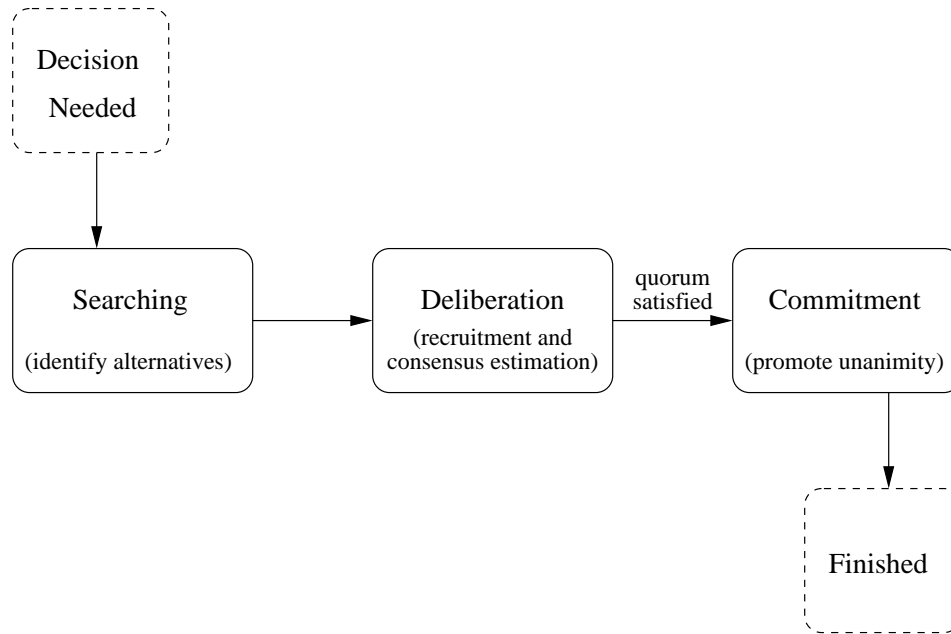 Decision
Needed
Searching
(identify alternatives)
Deliberation
(recruitment and
consensus estimation)
quorum
satisfied
Commitment
(promote unanimity)
Finished